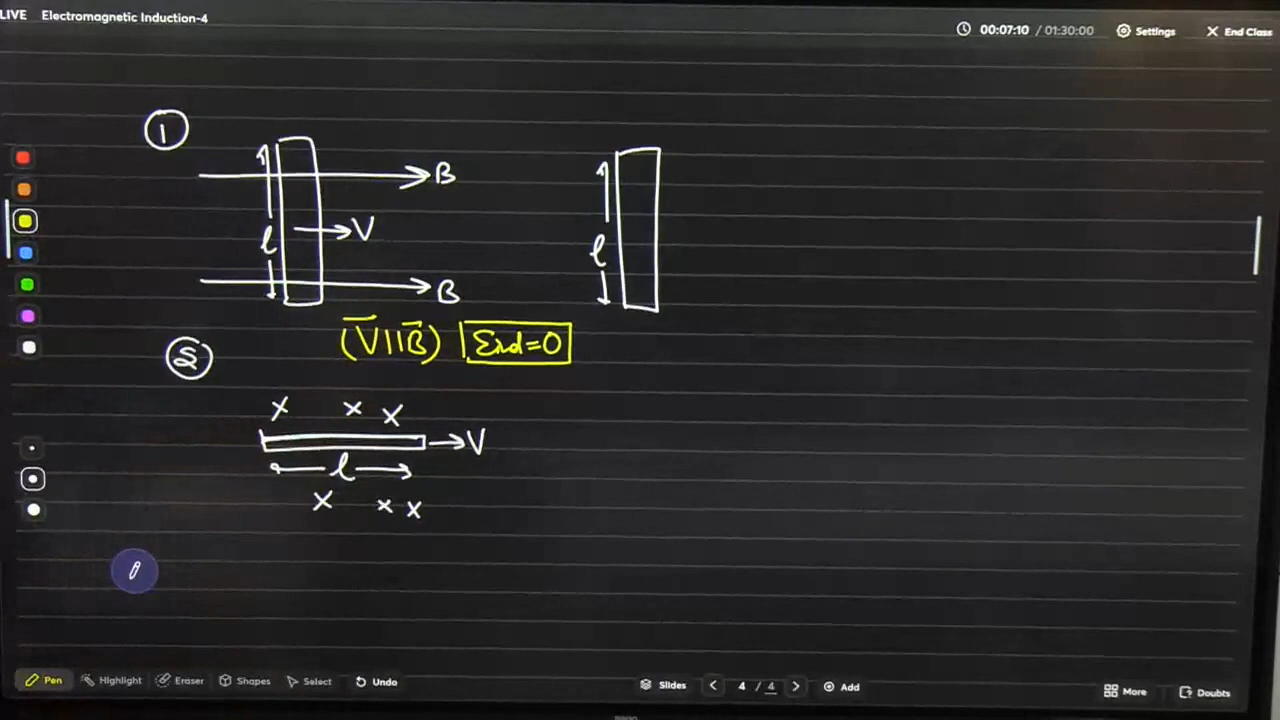 LIVE Electromagnetic Induction-4
00:07:10 / 01:30:00 Settings End Class
1
B
V
l
l
B
(V||B) Eind=0
2
X X X
V
l
X X X
Pen Highlight Eraser Shapes Select Undo
Slides < 4 / 4 > Add
More Doubts